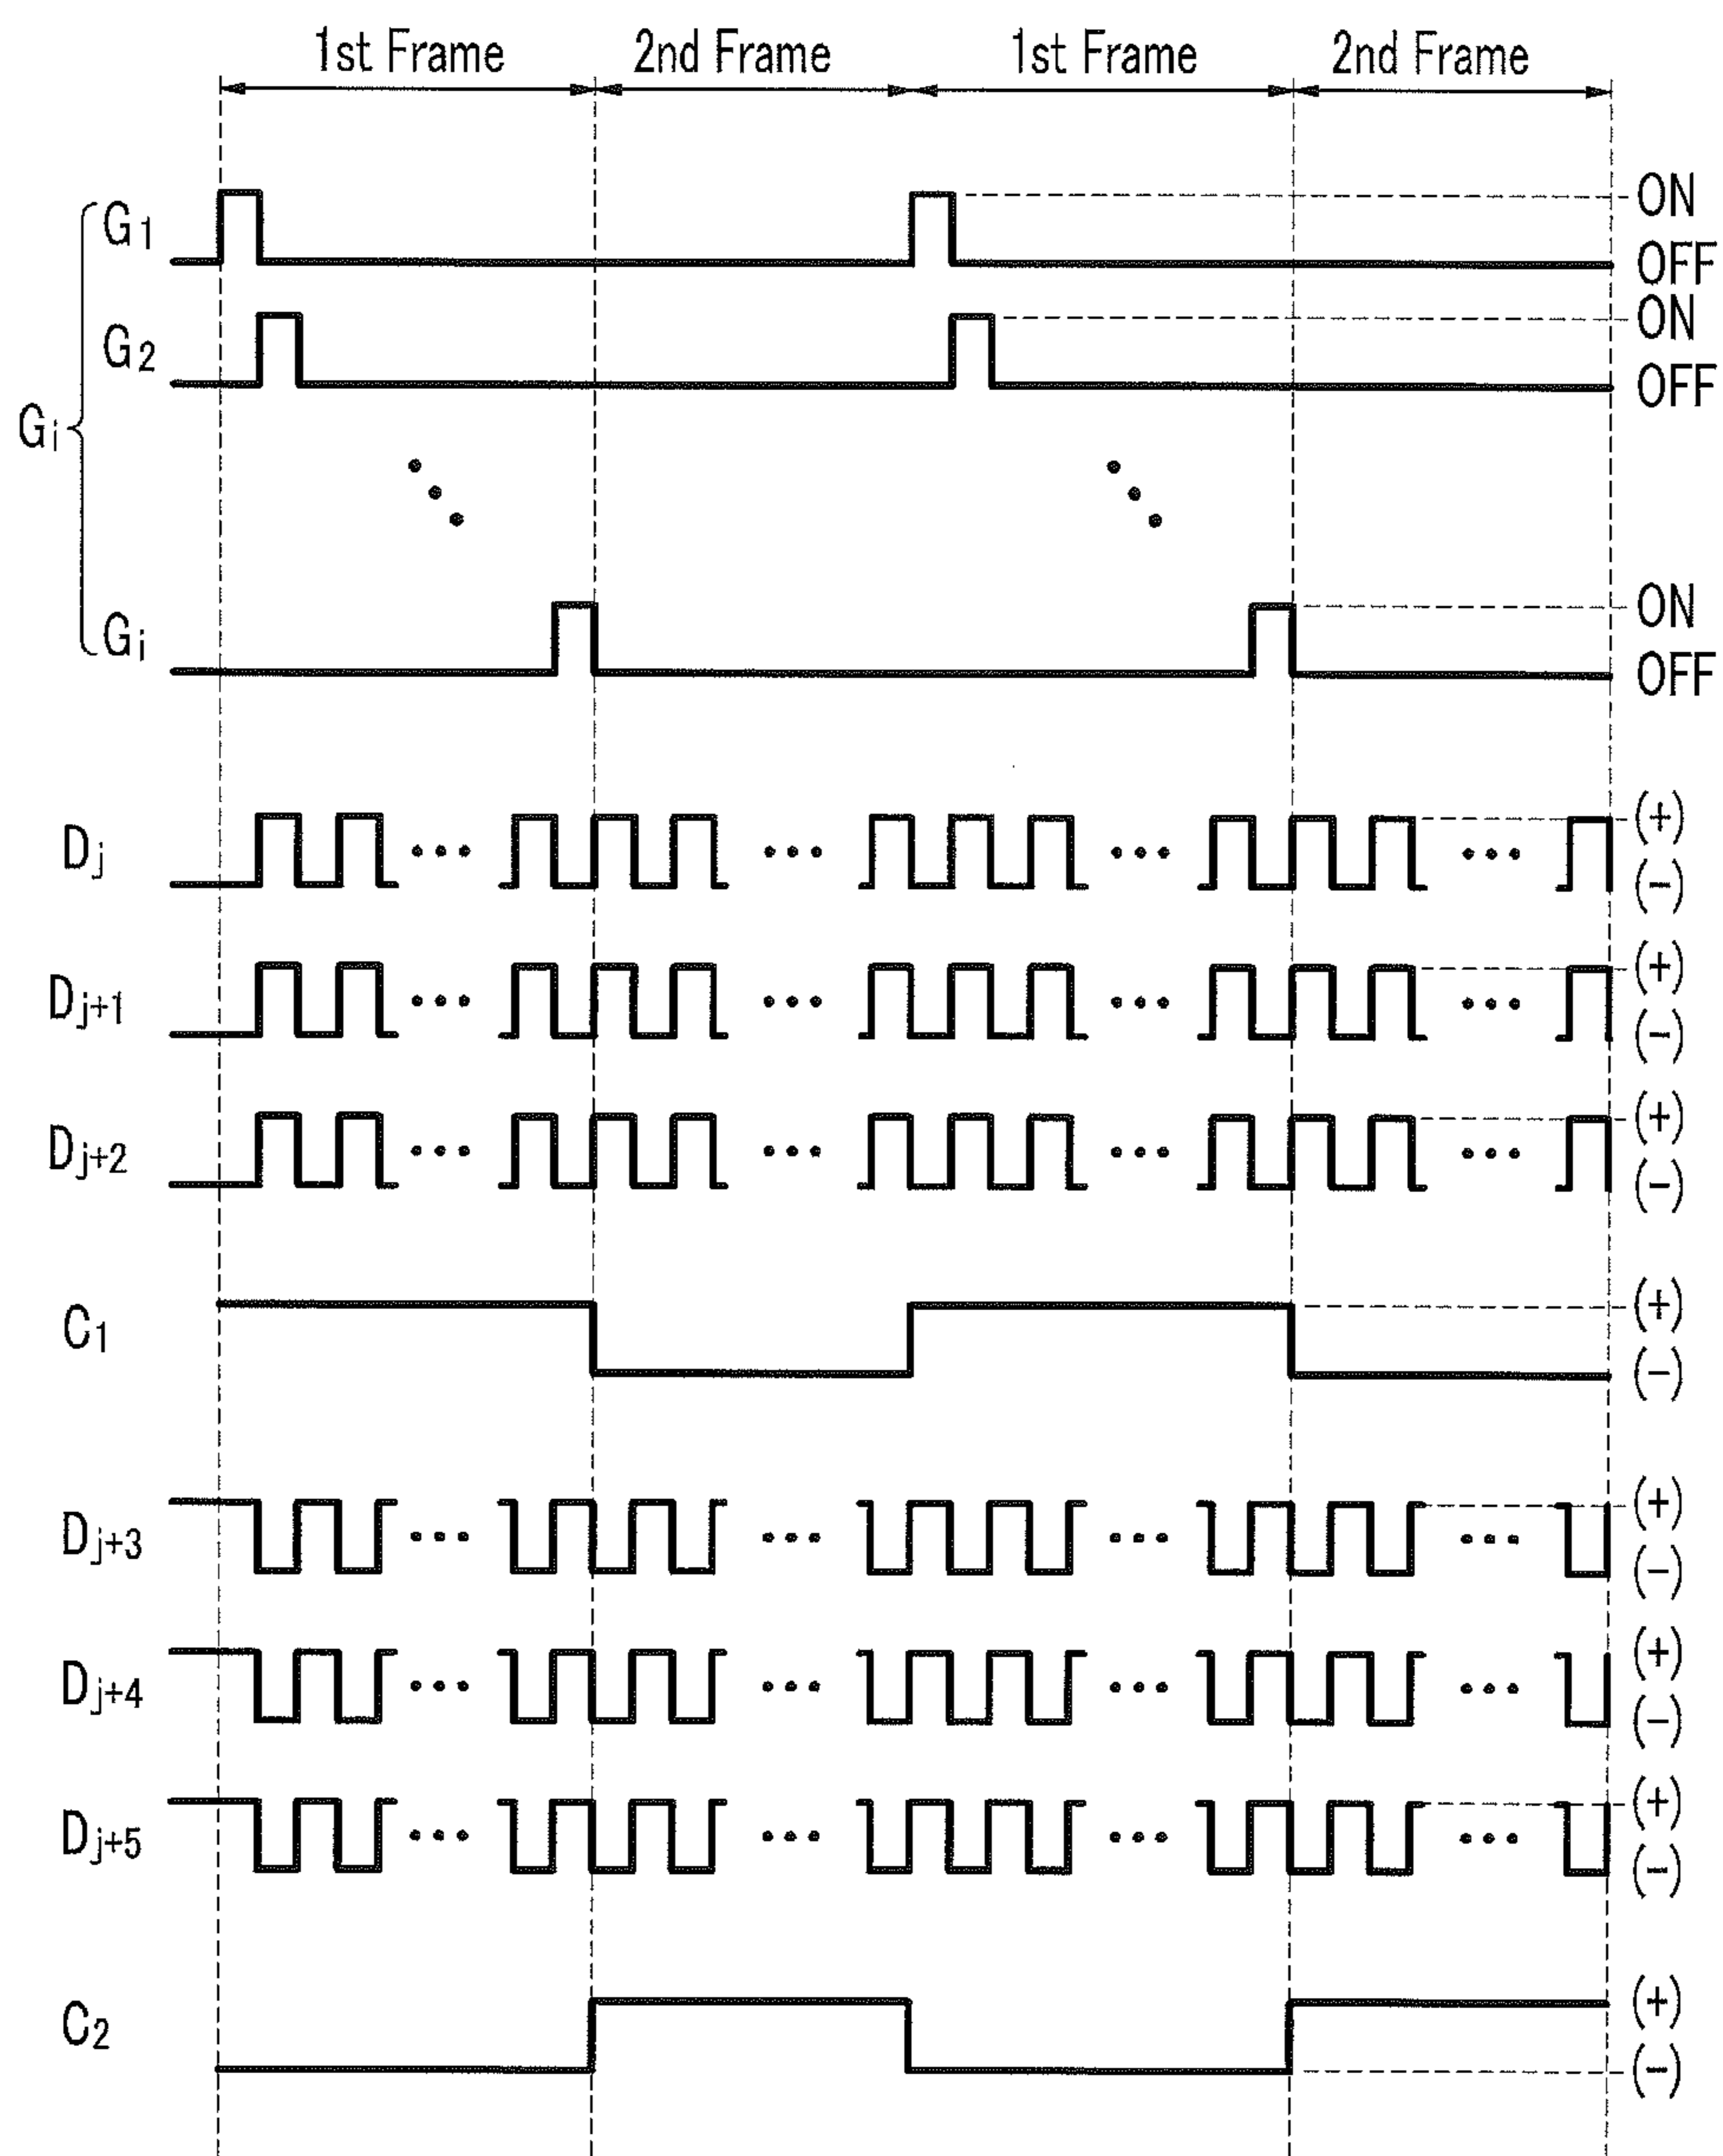 1st Frame 2nd Frame 1st Frame 2nd Frame
G1 ON
OFF
G2 ON
OFF
Gi
Gi ON
OFF
Dj (+)
(-)
Dj+1 (+)
(-)
Dj+2 (+)
(-)
C1 (+)
(-)
Dj+3 (+)
(-)
Dj+4 (+)
(-)
Dj+5 (+)
(-)
C2 (+)
(-)